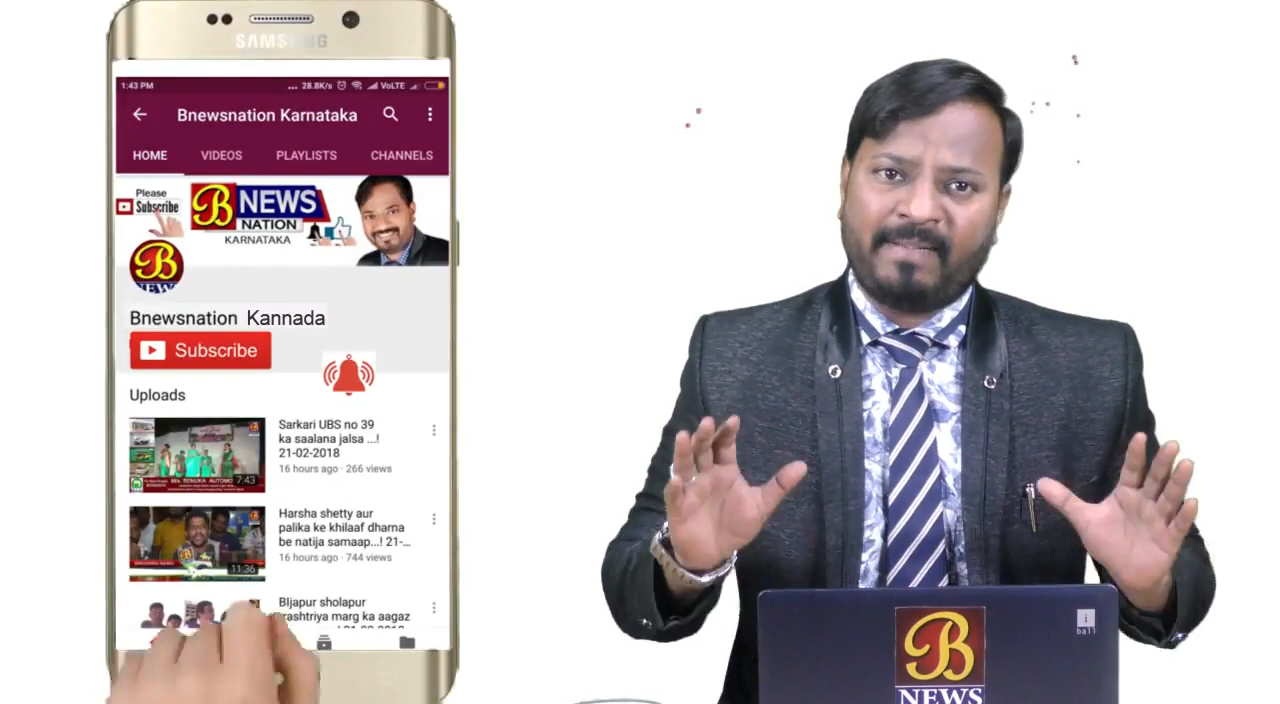 SAMSUNG
1:43 PM ... 28.8K/s VoLTE
Bnewsnation Karnataka
HOME VIDEOS PLAYLISTS CHANNELS
Please
Subscribe
B NEWS
NATION
KARNATAKA
B
NEWS
Bnewsnation Kannada
Subscribe
Uploads
Sarkari UBS no 39
ka saalana jalsa ...!
21-02-2018
16 hours ago · 266 views
7:43
Harsha shetty aur
palika ke khilaaf dharna
be natija samaap...! 21-...
16 hours ago · 744 views
11:36
BIjapur sholapur
rashtriya marg ka aagaz
i
ball
B
NEWS